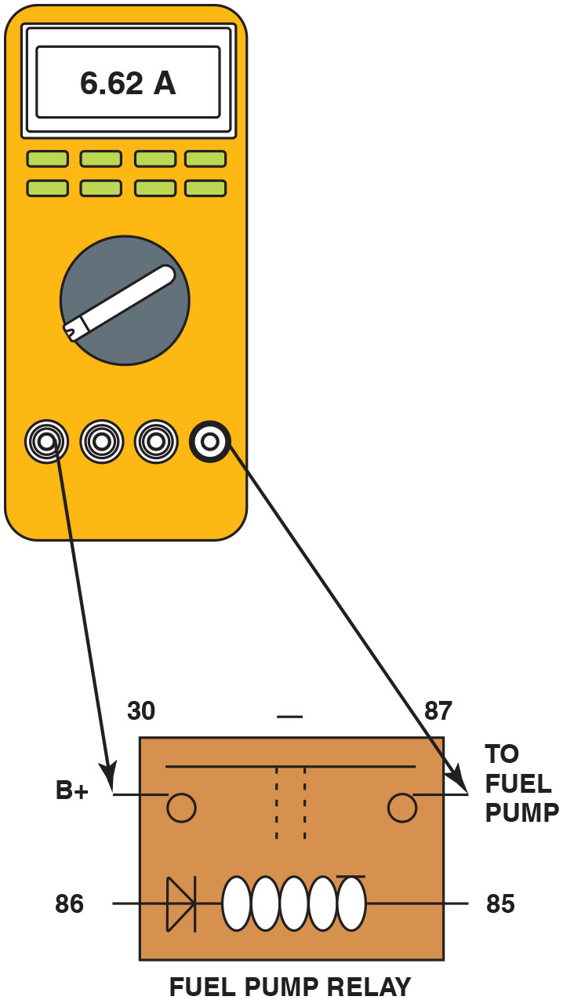 6.62 A
30
—
87
B+
TO
FUEL
PUMP
86
85
FUEL PUMP RELAY